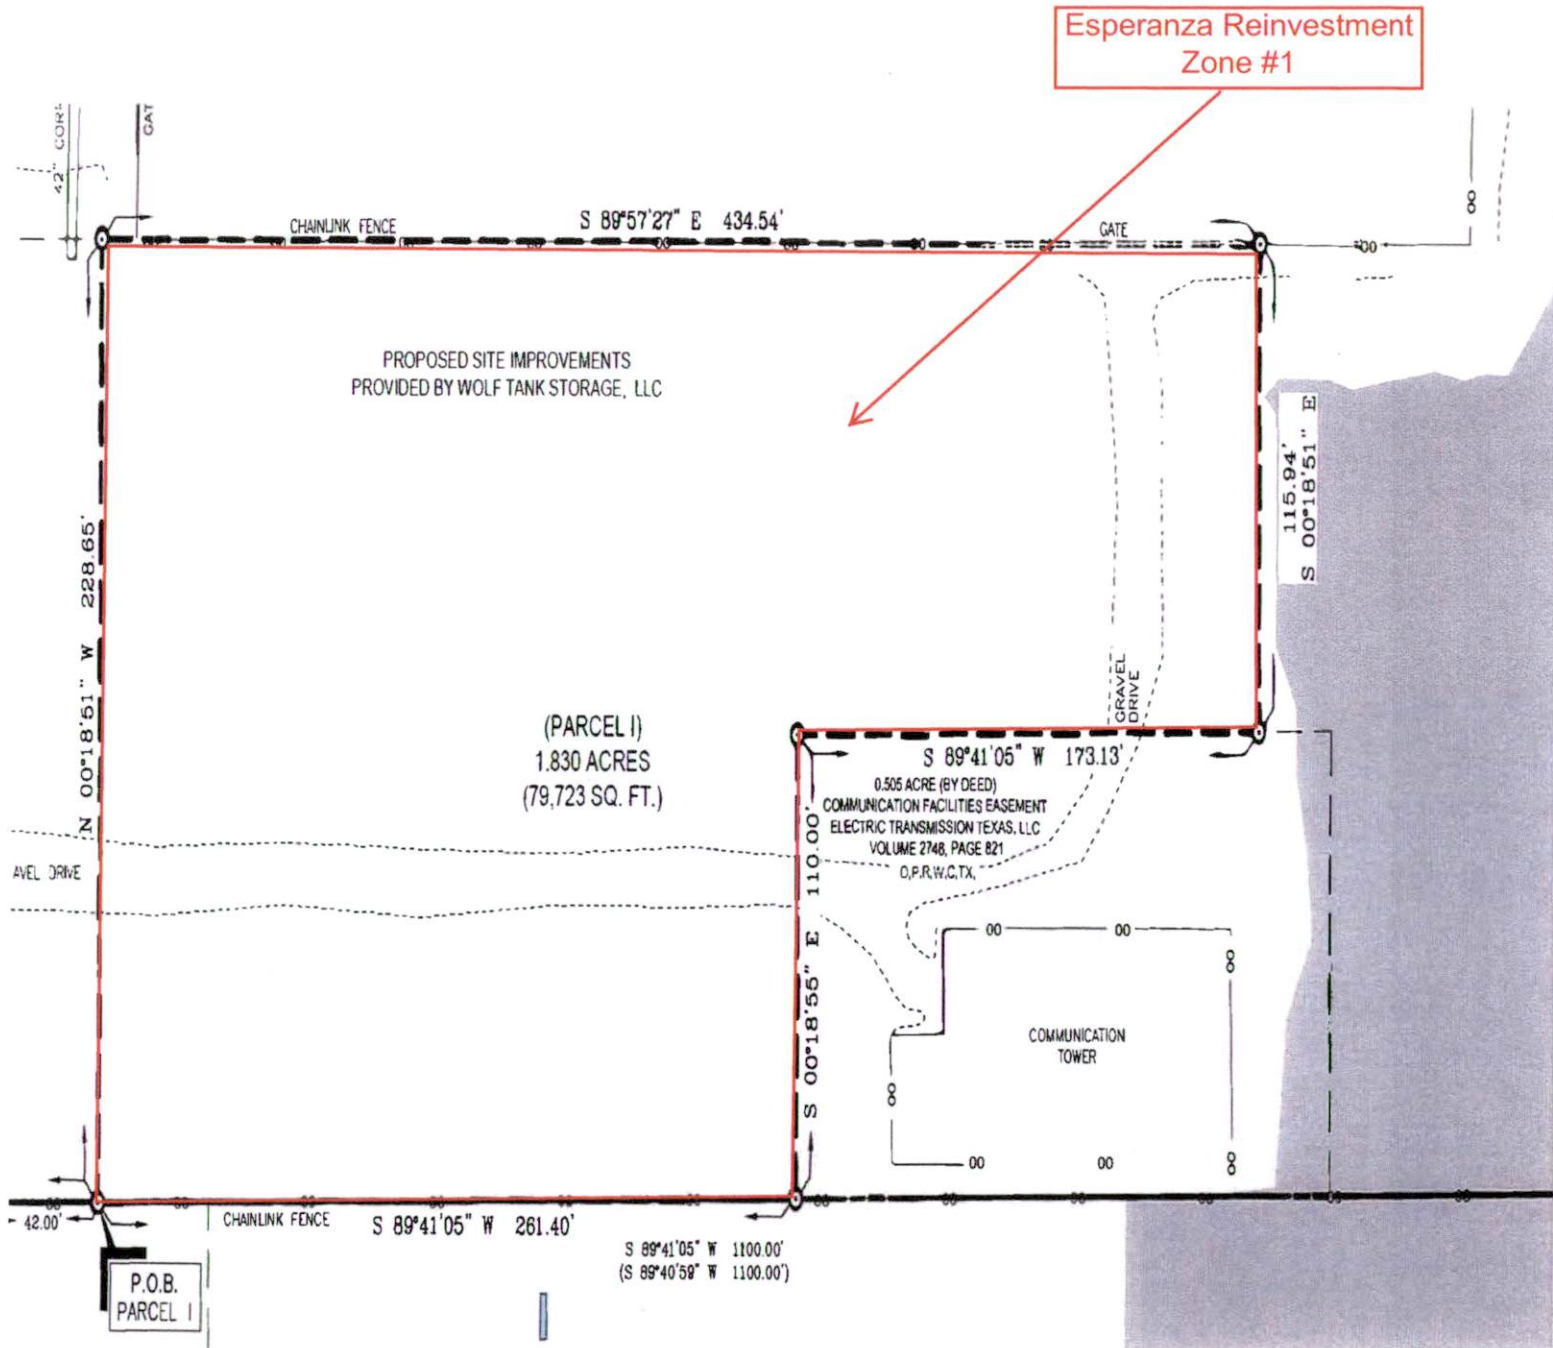 Esperanza Reinvestment
Zone #1
42" COR
GAT
CHAINLINK FENCE
S 89°57'27" E 434.54'
GATE
PROPOSED SITE IMPROVEMENTS
PROVIDED BY WOLF TANK STORAGE, LLC
115.94'
S 00°18'51" E
N 00°18'51" W 228.65'
GRAVEL
DRIVE
(PARCEL I)
1.830 ACRES
(79,723 SQ. FT.)
S 89°41'05" W 173.13'
0.505 ACRE (BY DEED)
COMMUNICATION FACILITIES EASEMENT
ELECTRIC TRANSMISSION TEXAS, LLC
VOLUME 2748, PAGE 821
O.P.R.W.C.TX.
AVEL DRIVE
S 00°18'55" E 110.00'
COMMUNICATION
TOWER
42.00'
CHAINLINK FENCE
S 89°41'05" W 261.40'
S 89°41'05" W 1100.00'
(S 89°40'59" W 1100.00')
P.O.B.
PARCEL I